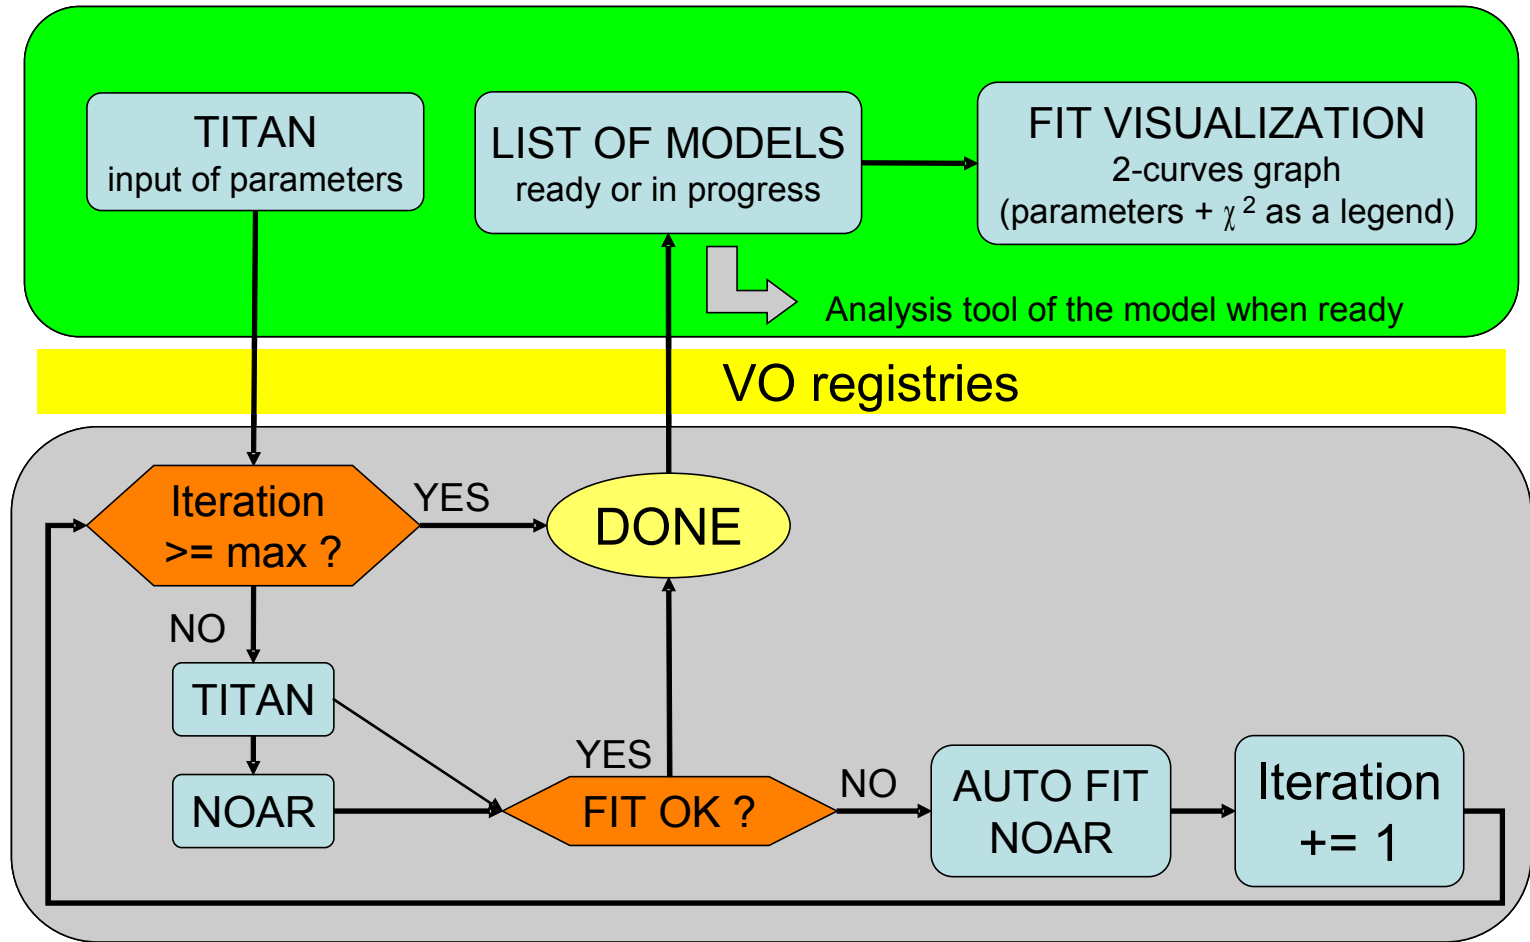 TITAN
input of parameters
LIST OF MODELS
ready or in progress
FIT VISUALIZATION
2-curves graph
(parameters + χ 2 as a legend)
Analysis tool of the model when ready
VO registries
Iteration
>= max ?
YES
DONE
NO
TITAN
NOAR
YES
FIT OK ?
NO
AUTO FIT
NOAR
Iteration
+= 1